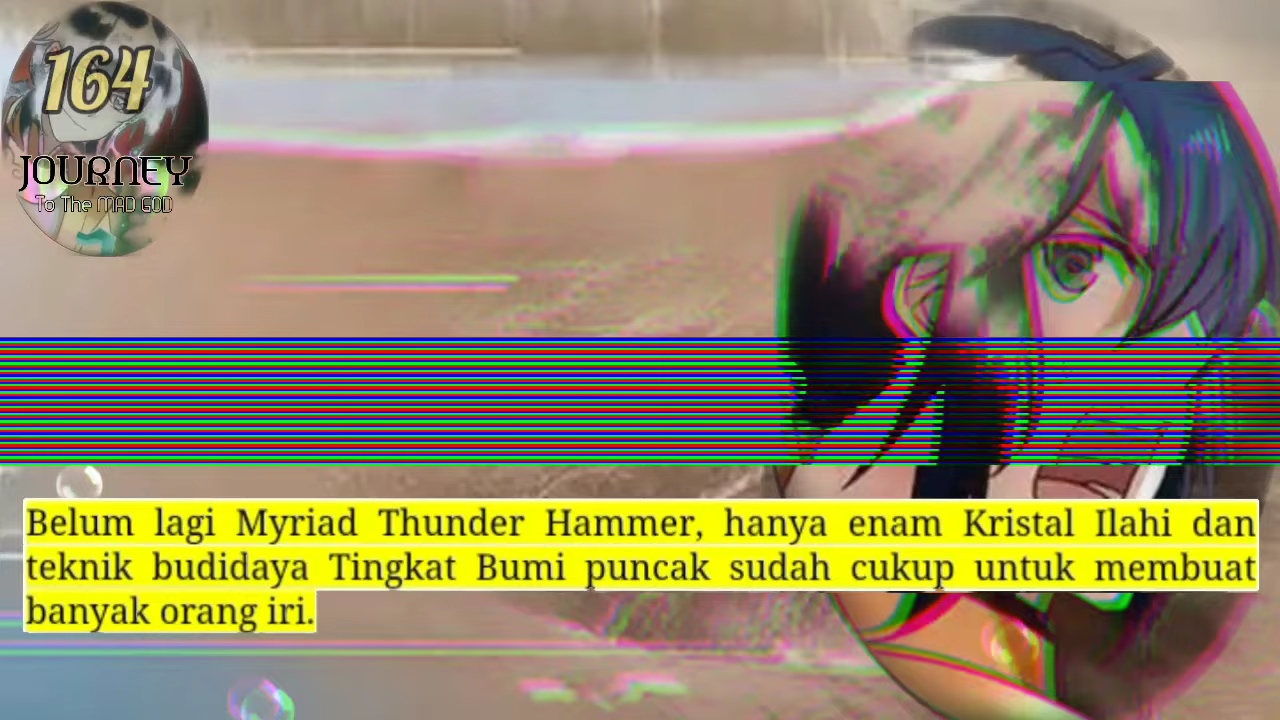 164
JOURNEY
To The MAD GOD
Belum lagi Myriad Thunder Hammer, hanya enam Kristal Ilahi dan
teknik budidaya Tingkat Bumi puncak sudah cukup untuk membuat
banyak orang iri.